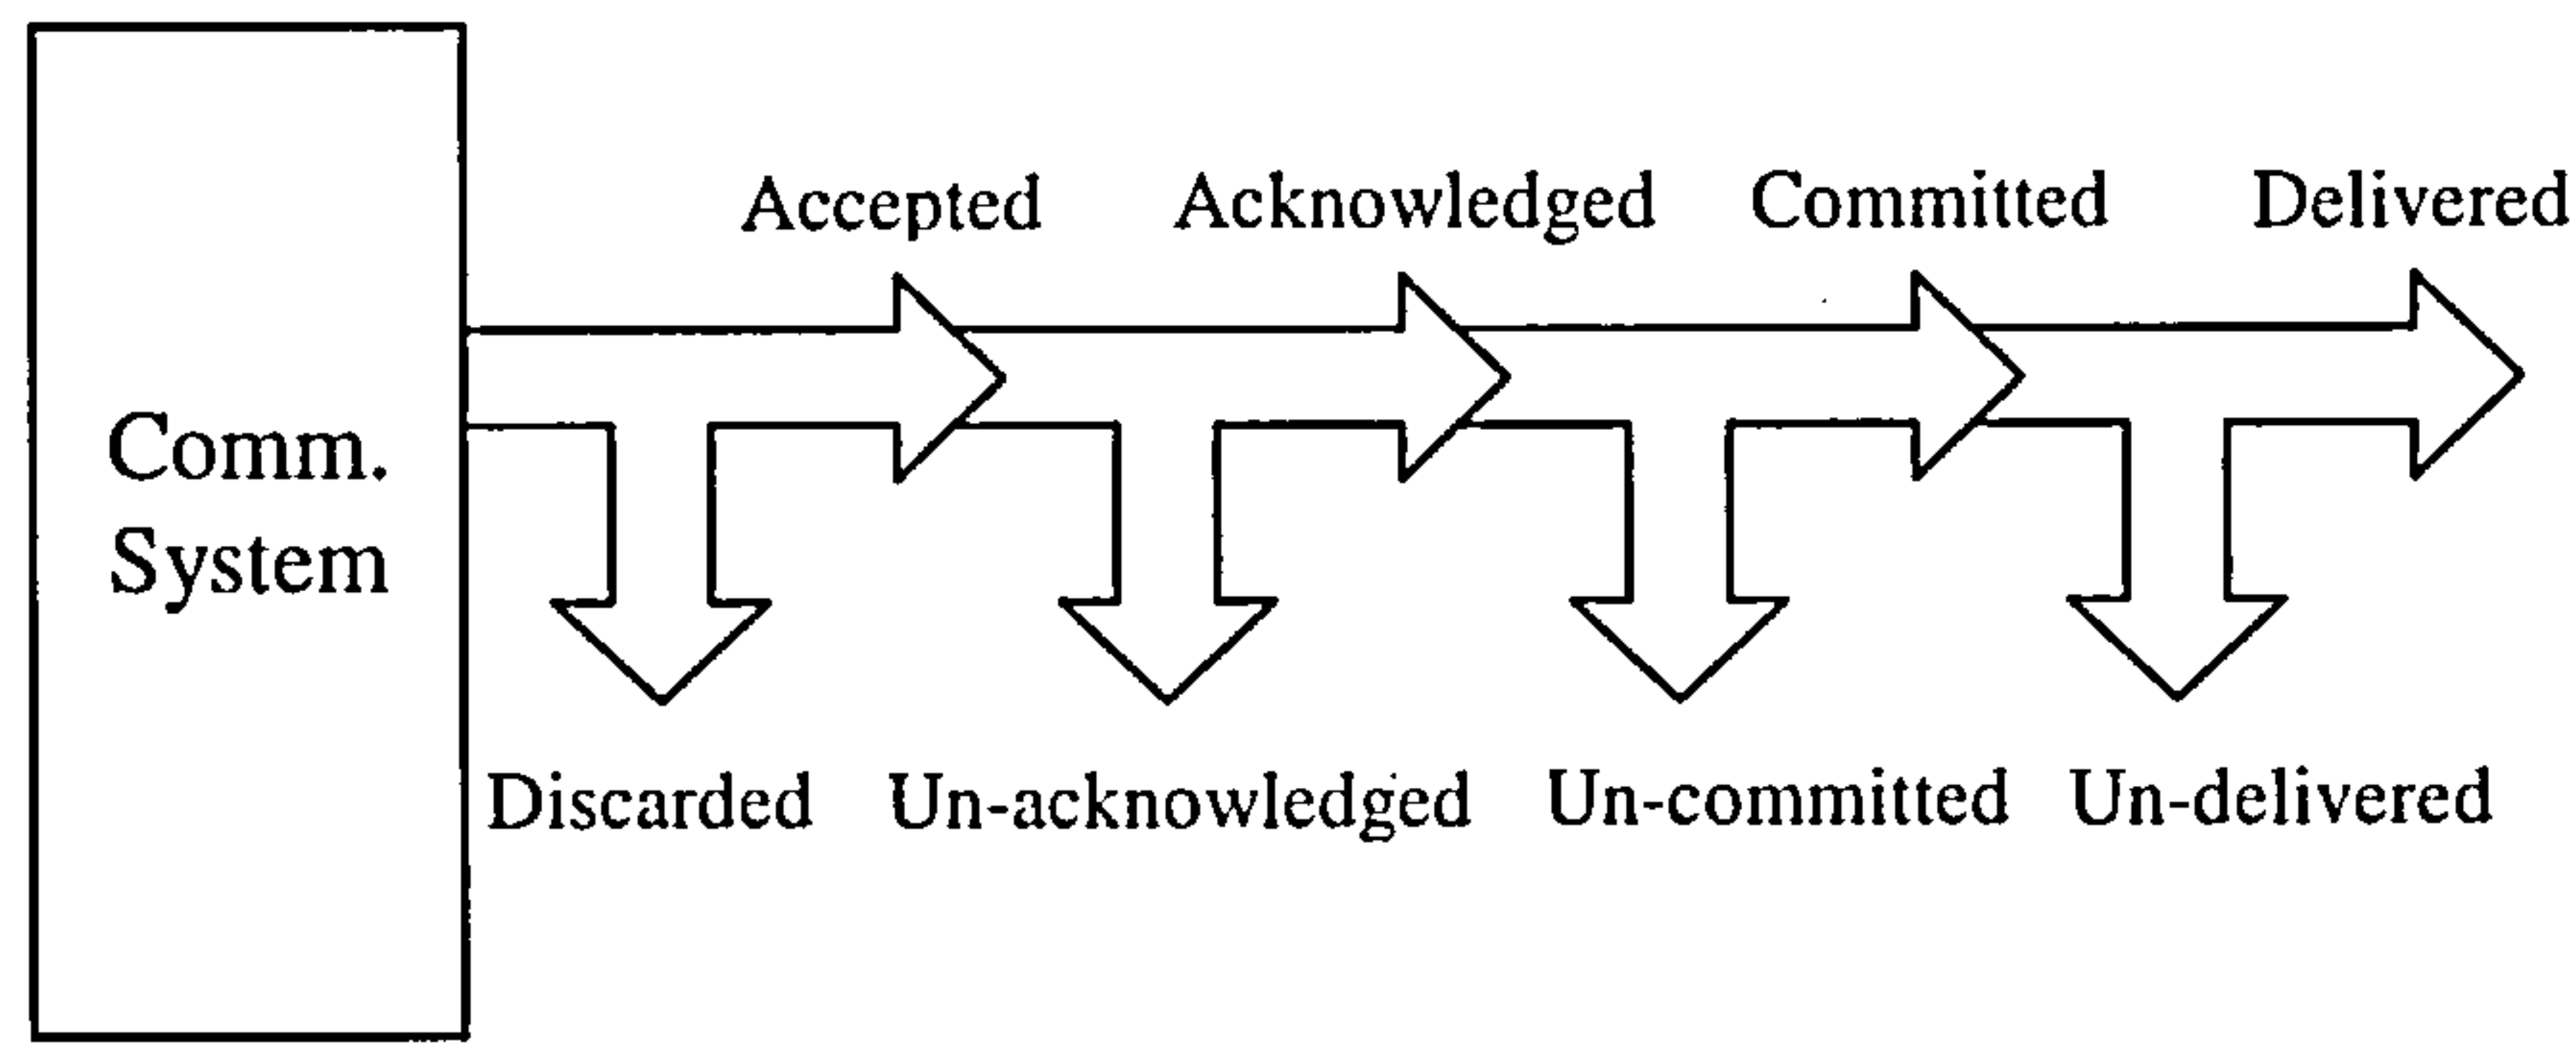 Accepted Acknowledged Committed Delivered
Comm.
System
Discarded Un-acknowledged Un-committed Un-delivered